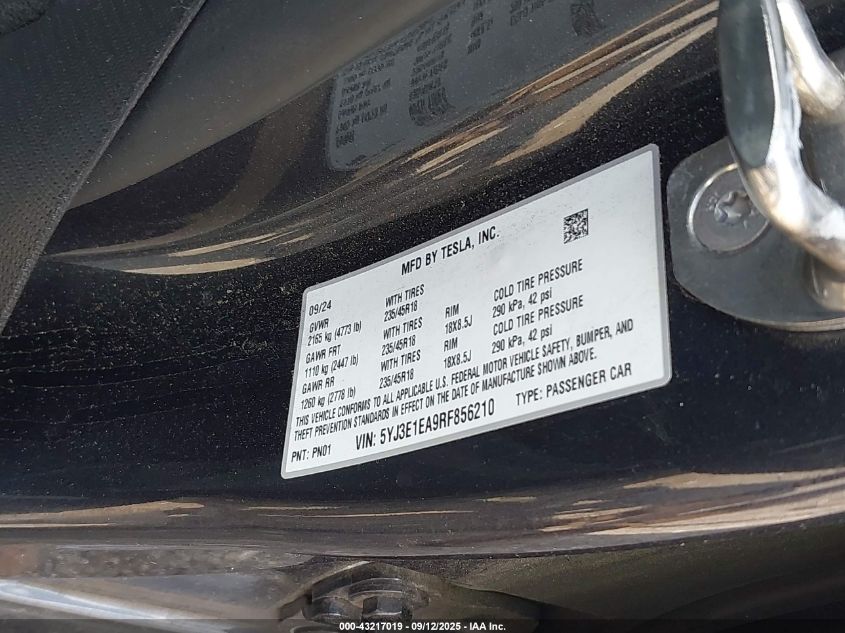 MFD BY TESLA, INC.
09/24
GVWR WITH TIRES RIM COLD TIRE PRESSURE
2165 kg (4773 lb) 235/45R18 18X8.5J 290 kPa, 42 psi
GAWR FRT WITH TIRES RIM COLD TIRE PRESSURE
1110 kg (2447 lb) 235/45R18 18X8.5J 290 kPa, 42 psi
GAWR RR WITH TIRES
1260 kg (2778 lb) 235/45R18
THIS VEHICLE CONFORMS TO ALL APPLICABLE U.S. FEDERAL MOTOR VEHICLE SAFETY, BUMPER, AND
THEFT PREVENTION STANDARDS IN EFFECT ON THE DATE OF MANUFACTURE SHOWN ABOVE.
PNT: PN01 VIN: 5YJ3E1EA9RF856210 TYPE: PASSENGER CAR
000-43217019 - 09/12/2025 - IAA Inc.